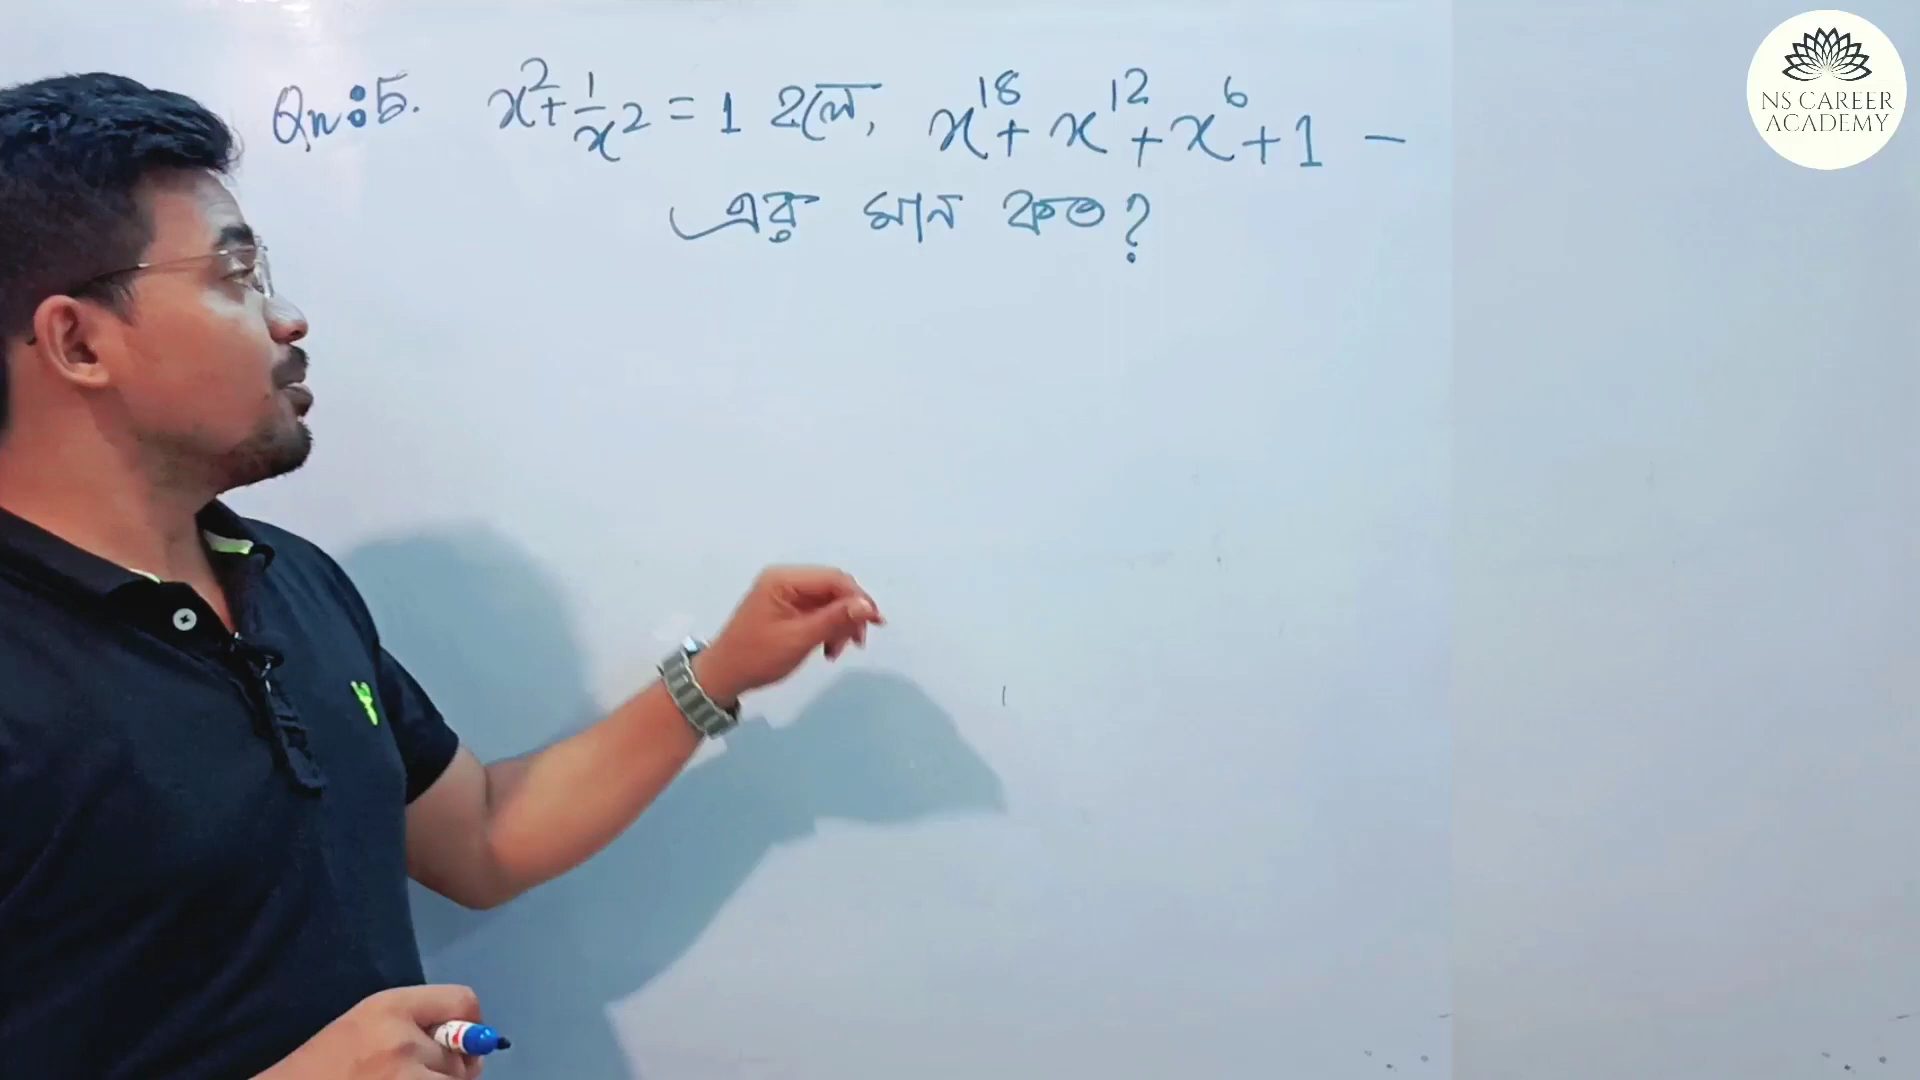 Qn:5. x²+1/x²=1 হলে, x¹⁸+x¹²+x⁶+1 –
এর মান কত?
NS CAREER
ACADEMY